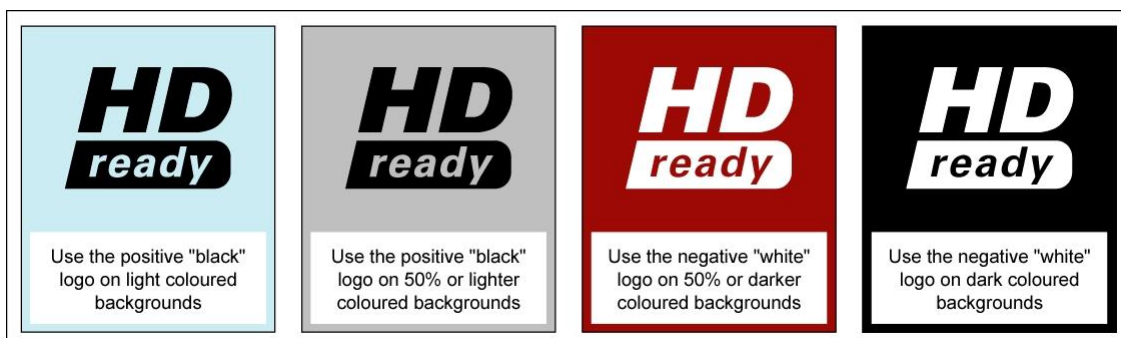 HD
ready
Use the positive "black"
logo on light coloured
backgrounds
HD
ready
Use the positive "black"
logo on 50% or lighter
coloured backgrounds
HD
ready
Use the negative "white"
logo on 50% or darker
coloured backgrounds
HD
ready
Use the negative "white"
logo on dark coloured
backgrounds